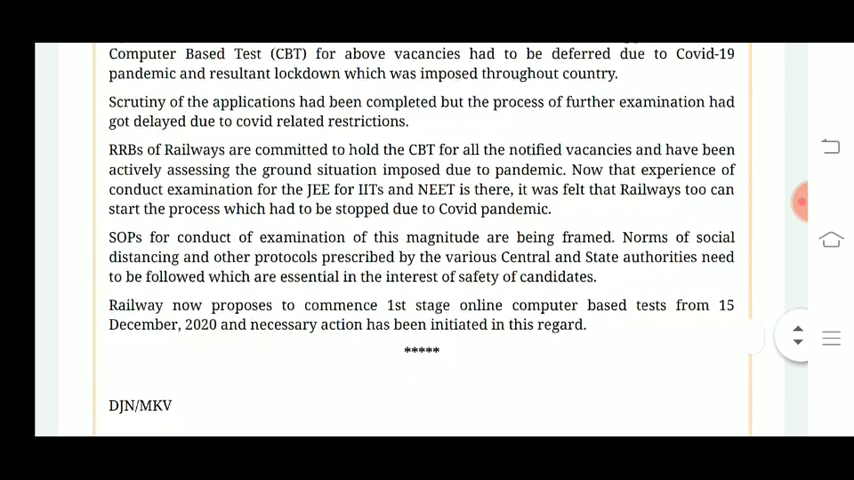 Computer Based Test (CBT) for above vacancies had to be deferred due to Covid-19
pandemic and resultant lockdown which was imposed throughout country.
Scrutiny of the applications had been completed but the process of further examination had
got delayed due to covid related restrictions.
RRBs of Railways are committed to hold the CBT for all the notified vacancies and have been
actively assessing the ground situation imposed due to pandemic. Now that experience of
conduct examination for the JEE for IITs and NEET is there, it was felt that Railways too can
start the process which had to be stopped due to Covid pandemic.
SOPs for conduct of examination of this magnitude are being framed. Norms of social
distancing and other protocols prescribed by the various Central and State authorities need
to be followed which are essential in the interest of safety of candidates.
Railway now proposes to commence 1st stage online computer based tests from 15
December, 2020 and necessary action has been initiated in this regard.
*****
DJN/MKV